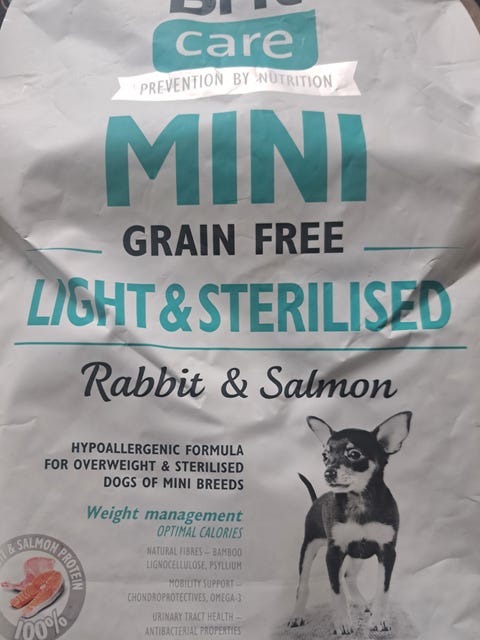 Brit
care
PREVENTION BY NUTRITION
MINI
GRAIN FREE
LIGHT & STERILISED
Rabbit & Salmon
HYPOALLERGENIC FORMULA
FOR OVERWEIGHT & STERILISED
DOGS OF MINI BREEDS
Weight management
OPTIMAL CALORIES
NATURAL FIBRES – BAMBOO
LIGNOCELLULOSE, PSYLLIUM
MOBILITY SUPPORT –
CHONDROPROTECTIVES, OMEGA-3
URINARY TRACT HEALTH –
ANTIBACTERIAL PROPERTIES
& SALMON PROTEIN
100%